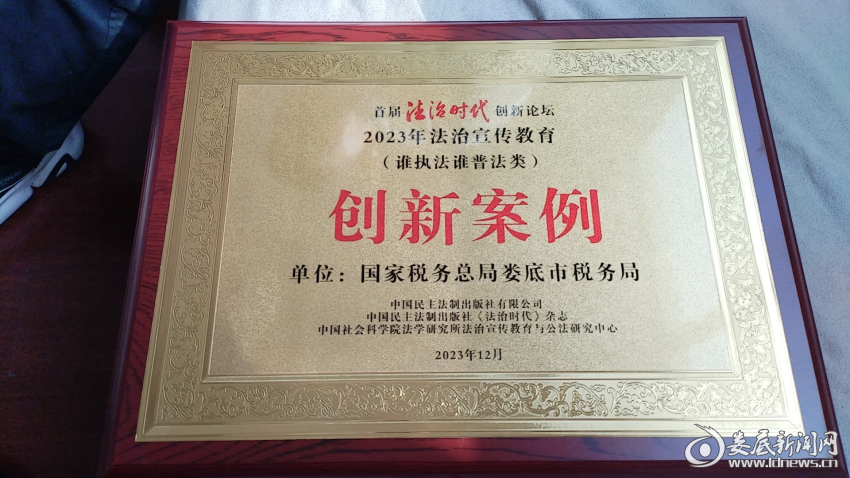 首届 法治时代 创新论坛
2023年法治宣传教育
（谁执法谁普法类）
创新案例
单位：国家税务总局娄底市税务局
中国民主法制出版社有限公司
中国民主法制出版社《法治时代》杂志
中国社会科学院法学研究所法治宣传教育与公法研究中心
2023年12月
娄底新闻网
www.ldnews.cn